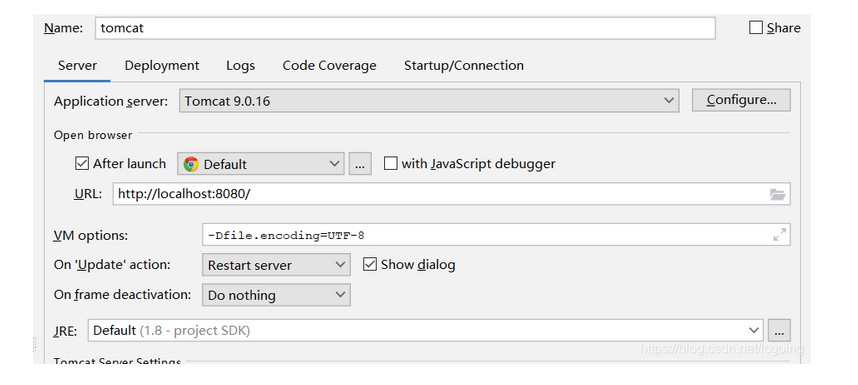 Name: tomcat Share
Server Deployment Logs Code Coverage Startup/Connection
Application server: Tomcat 9.0.16 Configure...
Open browser
After launch Default ... with JavaScript debugger
URL: http://localhost:8080/
VM options: -Dfile.encoding=UTF-8
On 'Update' action: Restart server Show dialog
On frame deactivation: Do nothing
JRE: Default (1.8 - project SDK) ...
https://blog.csdn.net/lcgoing
Tomcat Server Settings